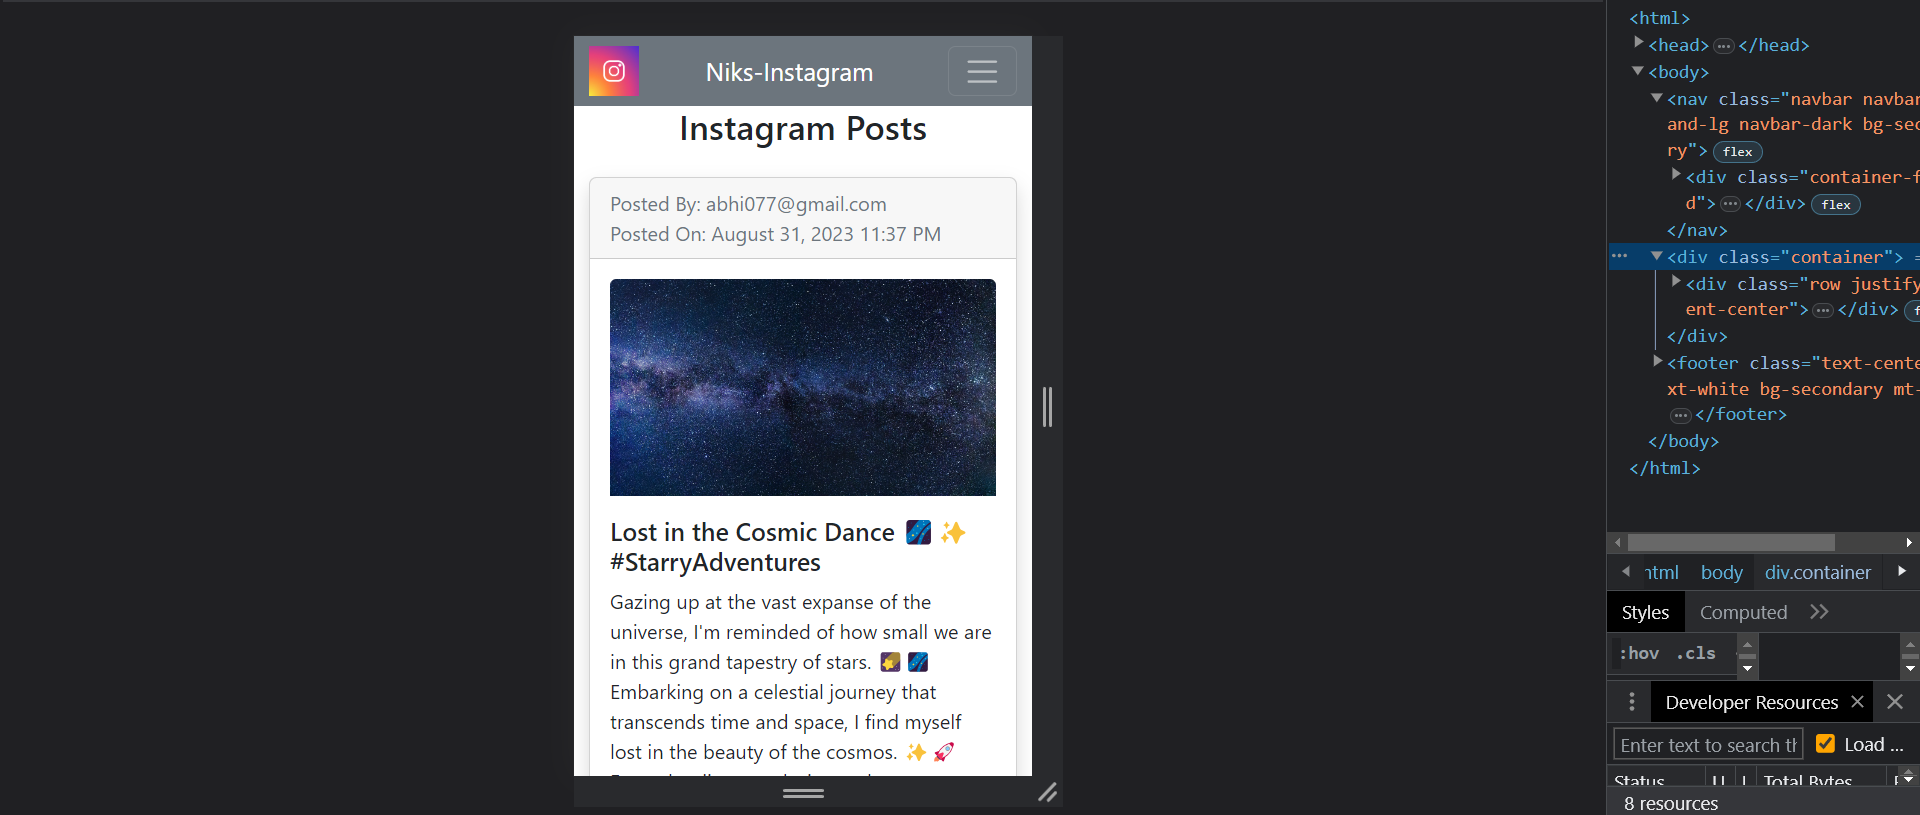 Niks-Instagram
Instagram Posts
Posted By: abhi077@gmail.com
Posted On: August 31, 2023 11:37 PM
Lost in the Cosmic Dance 🌌 ✨
#StarryAdventures
Gazing up at the vast expanse of the
universe, I'm reminded of how small we are
in this grand tapestry of stars. 🌠 🌌
Embarking on a celestial journey that
transcends time and space, I find myself
lost in the beauty of the cosmos. ✨ 🚀
<html>
<head> ••• </head>
<body>
<nav class="navbar navbar
and-lg navbar-dark bg-sec
ry"> flex
<div class="container-f
d"> ••• </div> flex
</nav>
<div class="container"> =
<div class="row justify
ent-center"> ••• </div> f
</div>
<footer class="text-cente
xt-white bg-secondary mt-
••• </footer>
</body>
</html>
html body div.container
Styles Computed
:hov .cls
Developer Resources
Enter text to search th Load ...
Status Total Bytes
8 resources